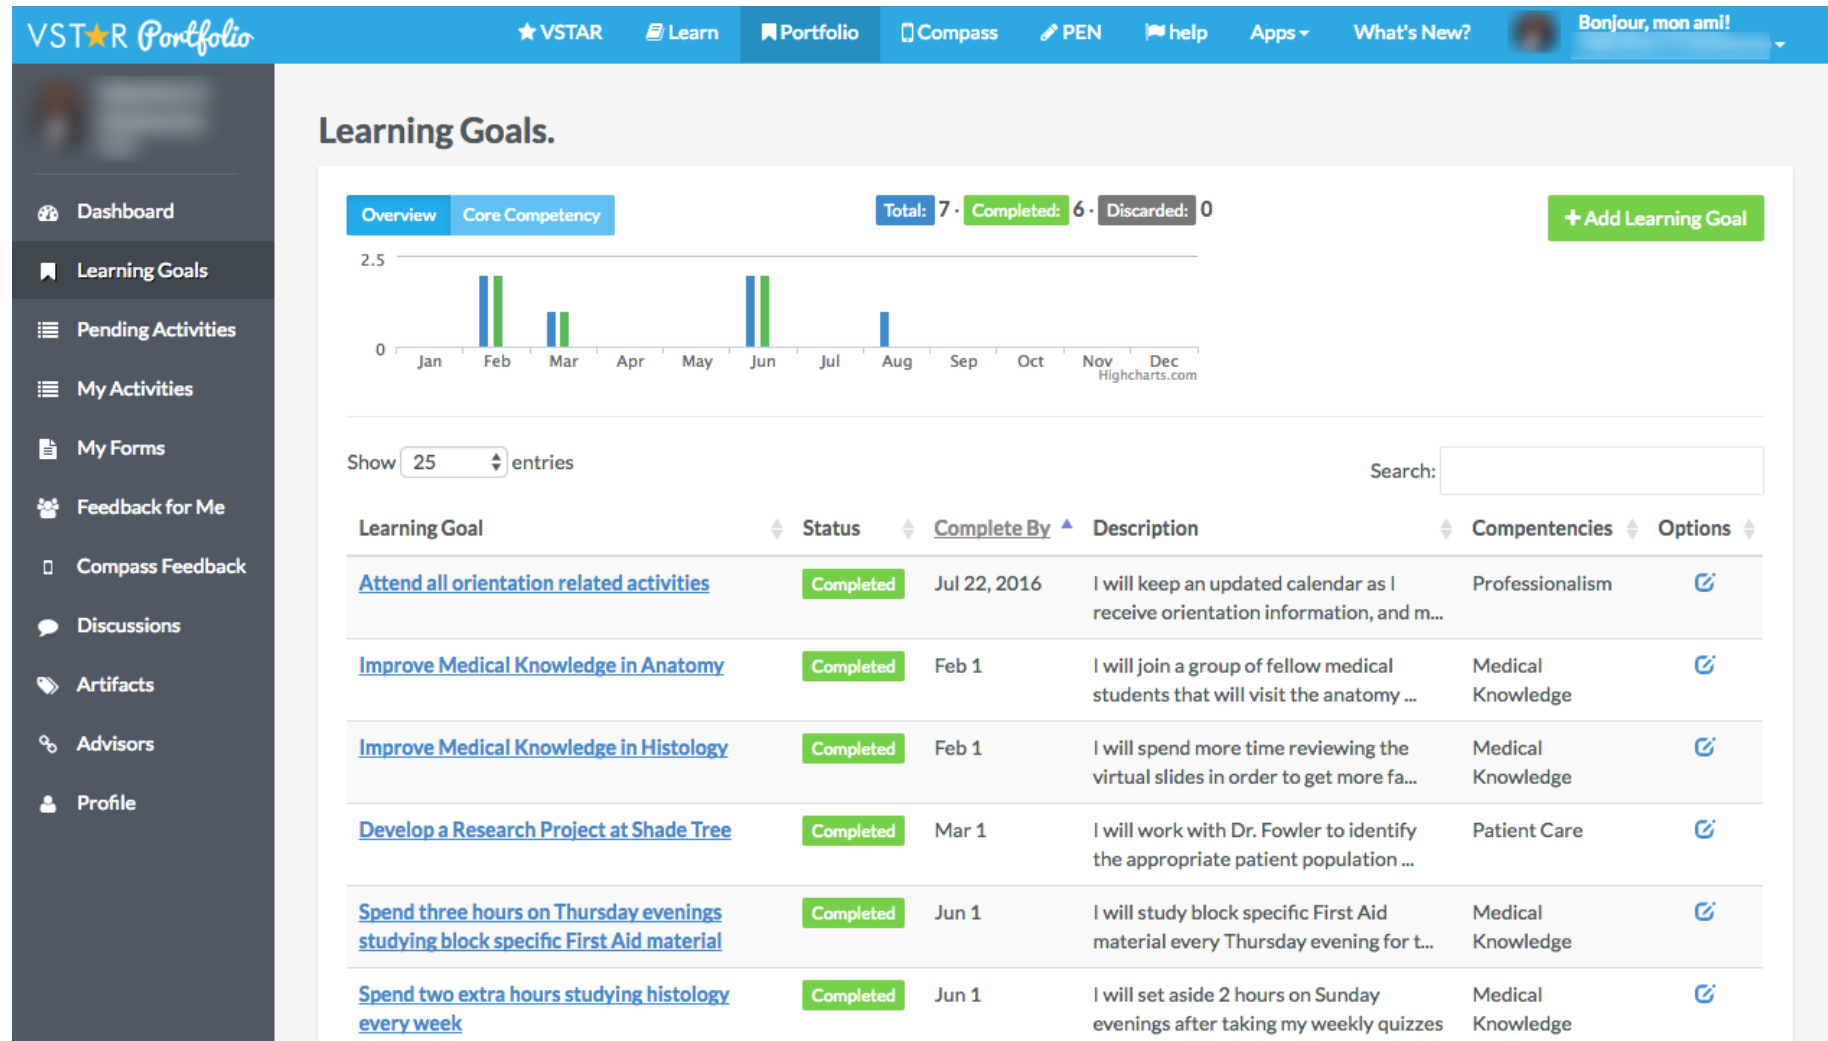 VSTAR Portfolio
VSTAR Learn Portfolio Compass PEN help Apps What's New? Bonjour, mon ami!
Dashboard
Learning Goals
Pending Activities
My Activities
My Forms
Feedback for Me
Compass Feedback
Discussions
Artifacts
Advisors
Profile
Learning Goals.
Overview Core Competency Total: 7 · Completed: 6 · Discarded: 0 +Add Learning Goal
2.5
0
Jan Feb Mar Apr May Jun Jul Aug Sep Oct Nov Dec
Highcharts.com
Show 25 entries Search:
Learning Goal Status Complete By Description Compentencies Options
Attend all orientation related activities Completed Jul 22, 2016 I will keep an updated calendar as I Professionalism
receive orientation information, and m...
Improve Medical Knowledge in Anatomy Completed Feb 1 I will join a group of fellow medical Medical
students that will visit the anatomy ... Knowledge
Improve Medical Knowledge in Histology Completed Feb 1 I will spend more time reviewing the Medical
virtual slides in order to get more fa... Knowledge
Develop a Research Project at Shade Tree Completed Mar 1 I will work with Dr. Fowler to identify Patient Care
the appropriate patient population ...
Spend three hours on Thursday evenings Completed Jun 1 I will study block specific First Aid Medical
studying block specific First Aid material material every Thursday evening for t... Knowledge
Spend two extra hours studying histology Completed Jun 1 I will set aside 2 hours on Sunday Medical
every week evenings after taking my weekly quizzes Knowledge